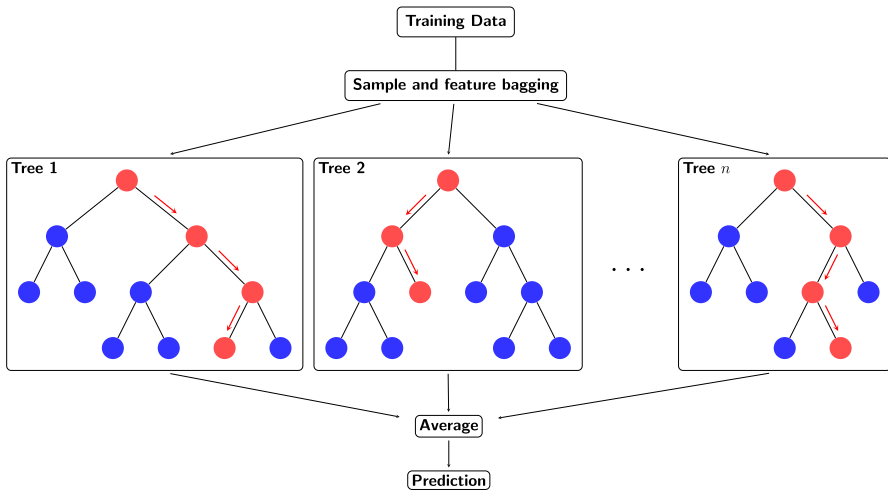 Training Data
Sample and feature bagging
Tree 1
Tree 2
Tree n
. . .
Average
Prediction